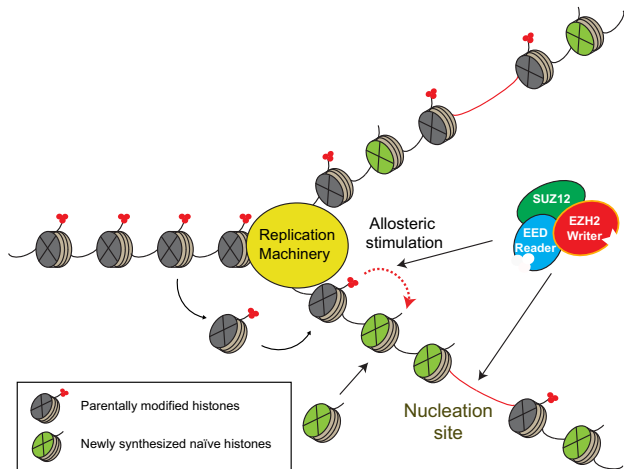 SUZ12
EED
Reader
EZH2
Writer
Replication
Machinery
Allosteric
stimulation
Nucleation
site
Parentally modified histones
Newly synthesized naïve histones